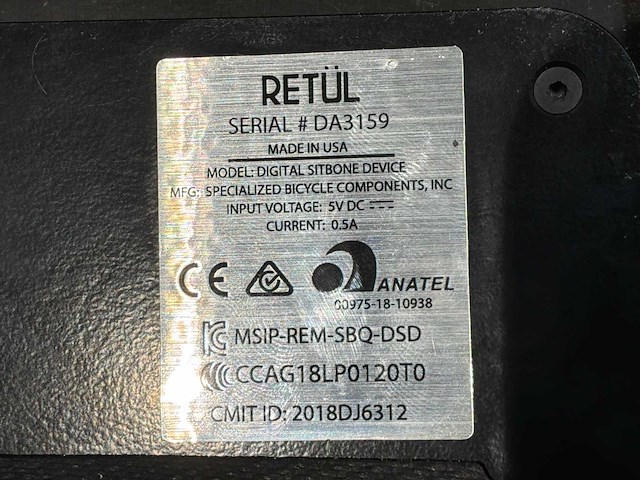 RETÜL
SERIAL # DA3159
MADE IN USA
MODEL: DIGITAL SITBONE DEVICE
MFG: SPECIALIZED BICYCLE COMPONENTS, INC
INPUT VOLTAGE: 5V DC
CURRENT: 0.5A
CE
ANATEL
00975-18-10938
MSIP-REM-SBQ-DSD
CCAG18LP0120T0
CMIT ID: 2018DJ6312